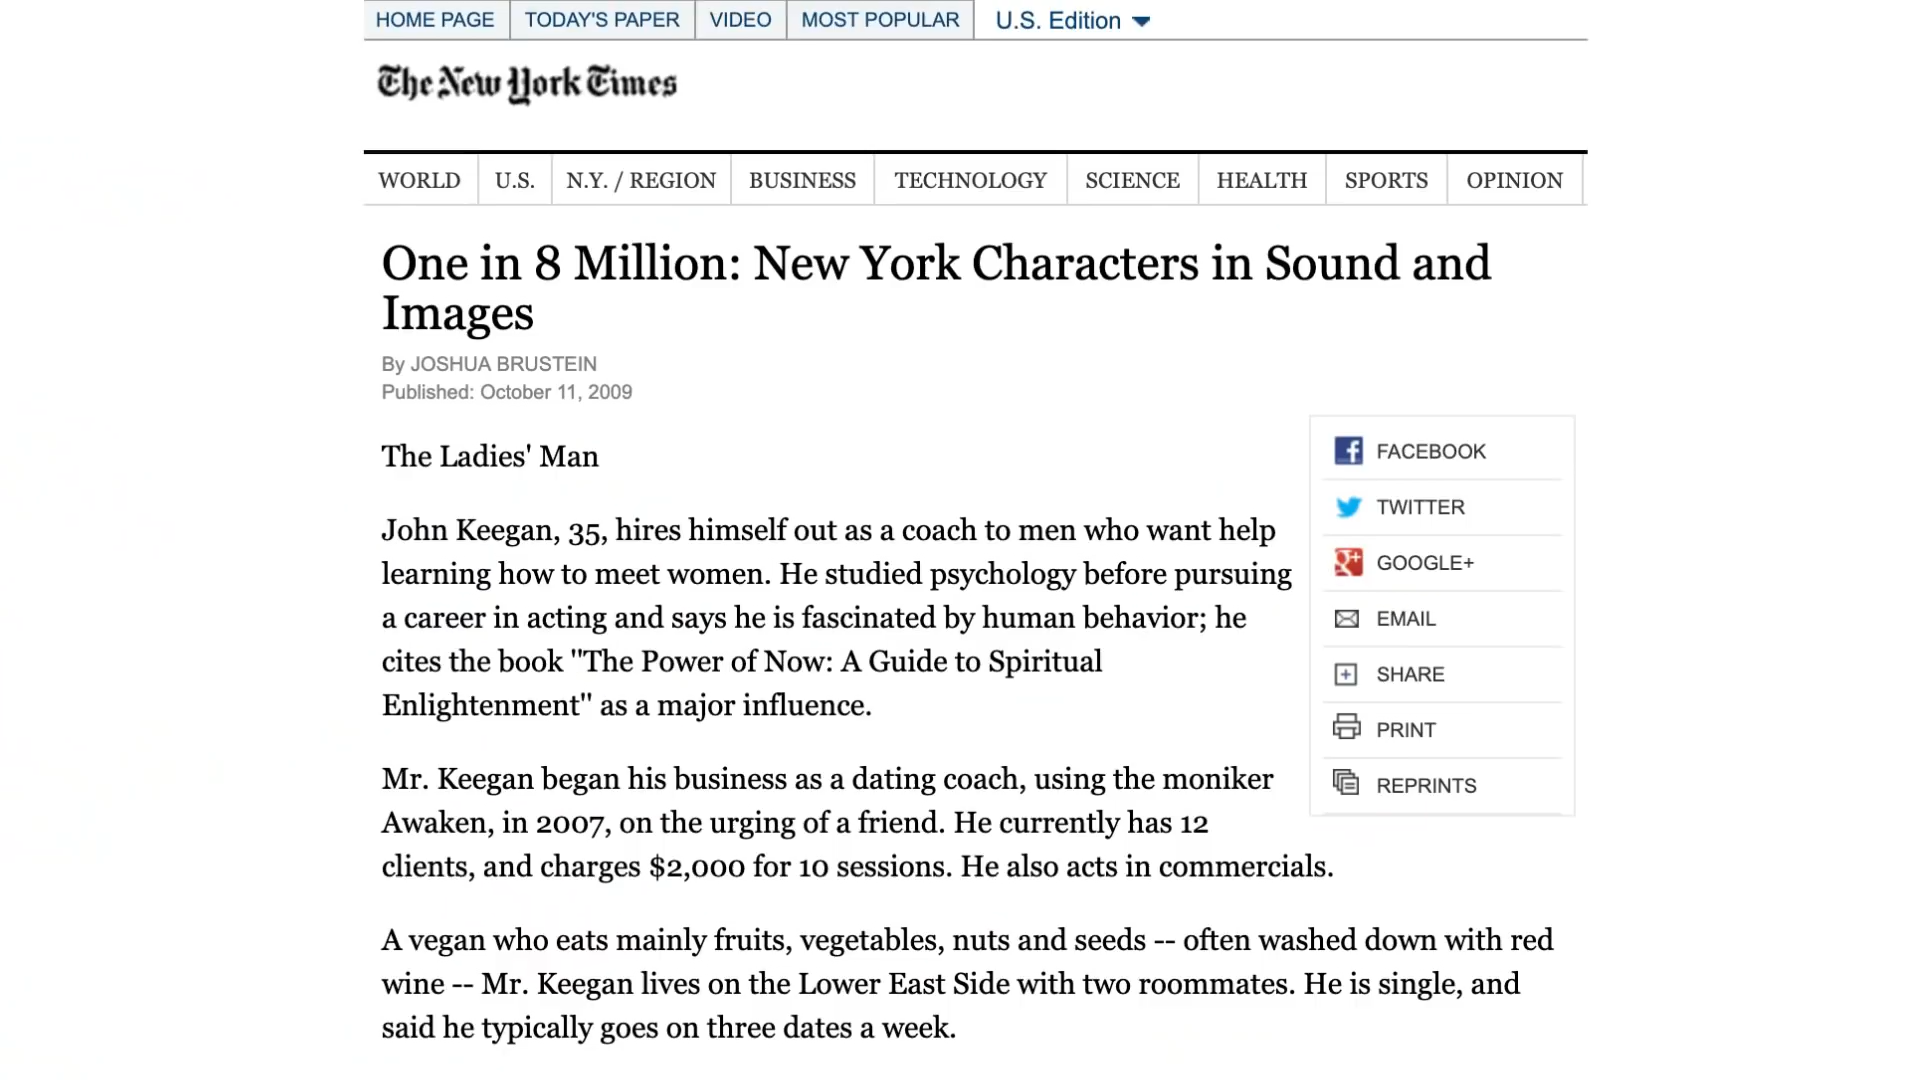 HOME PAGE TODAY'S PAPER VIDEO MOST POPULAR U.S. Edition
The New York Times
WORLD U.S. N.Y. / REGION BUSINESS TECHNOLOGY SCIENCE HEALTH SPORTS OPINION
One in 8 Million: New York Characters in Sound and
Images
By JOSHUA BRUSTEIN
Published: October 11, 2009
The Ladies' Man
John Keegan, 35, hires himself out as a coach to men who want help
learning how to meet women. He studied psychology before pursuing
a career in acting and says he is fascinated by human behavior; he
cites the book "The Power of Now: A Guide to Spiritual
Enlightenment" as a major influence.
Mr. Keegan began his business as a dating coach, using the moniker
Awaken, in 2007, on the urging of a friend. He currently has 12
clients, and charges $2,000 for 10 sessions. He also acts in commercials.
A vegan who eats mainly fruits, vegetables, nuts and seeds -- often washed down with red
wine -- Mr. Keegan lives on the Lower East Side with two roommates. He is single, and
said he typically goes on three dates a week.
FACEBOOK
TWITTER
GOOGLE+
EMAIL
SHARE
PRINT
REPRINTS